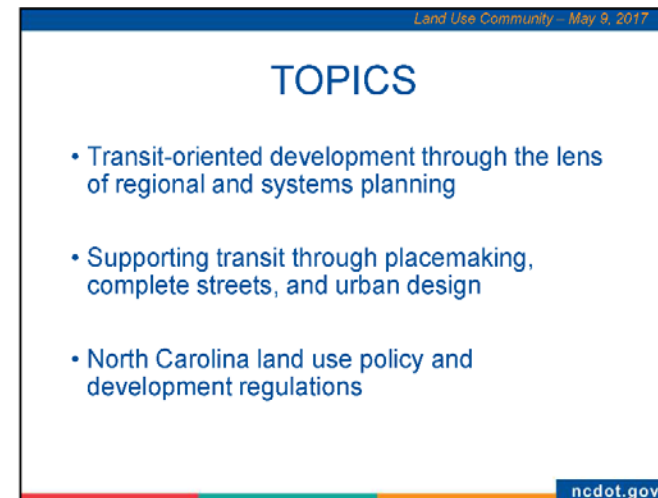 Land Use Community – May 9, 2017
TOPICS
• Transit-oriented development through the lens
of regional and systems planning
• Supporting transit through placemaking,
complete streets, and urban design
• North Carolina land use policy and
development regulations
ncdot.gov